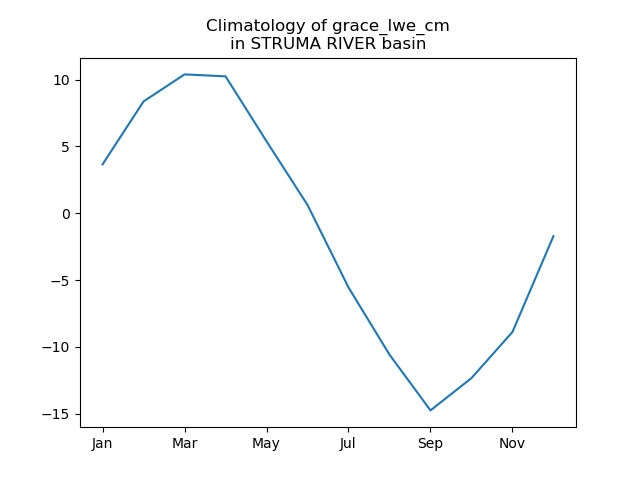 Climatology of grace_lwe_cm
in STRUMA RIVER basin
10
5
0
−5
−10
−15
Jan
Mar
May
Jul
Sep
Nov